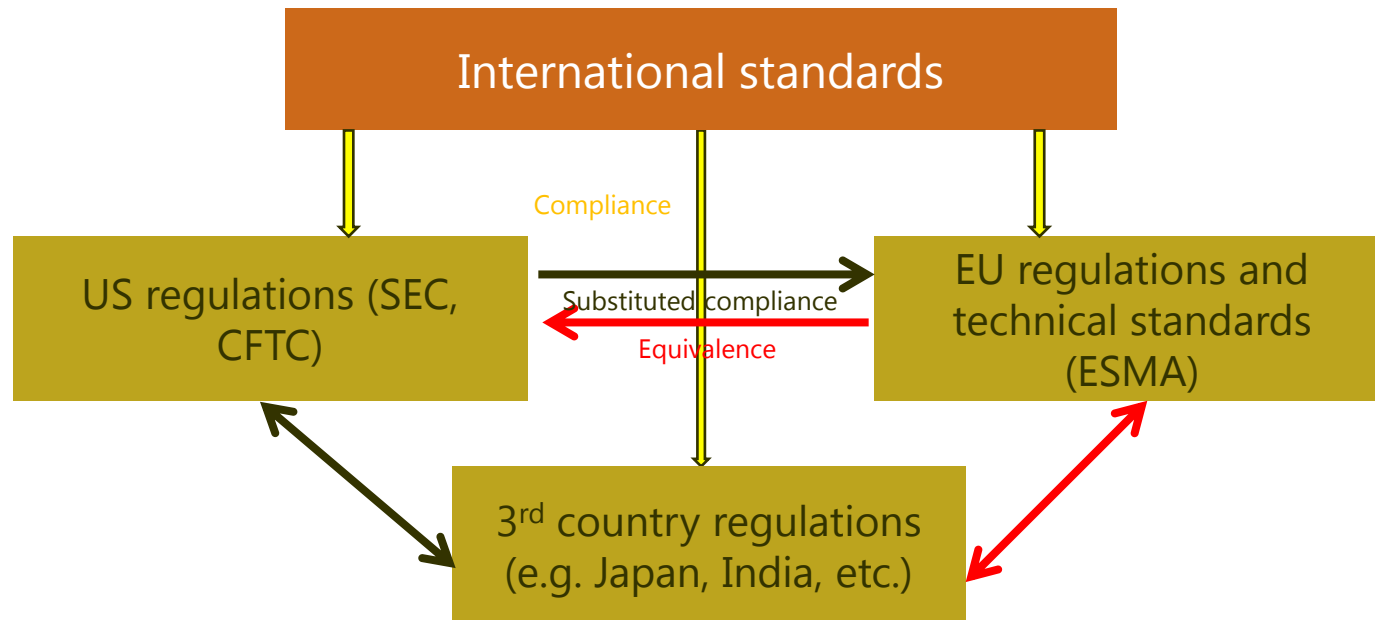 International standards
Compliance
US regulations (SEC,
CFTC)
Substituted compliance
Equivalence
EU regulations and
technical standards
(ESMA)
3rd country regulations
(e.g. Japan, India, etc.)